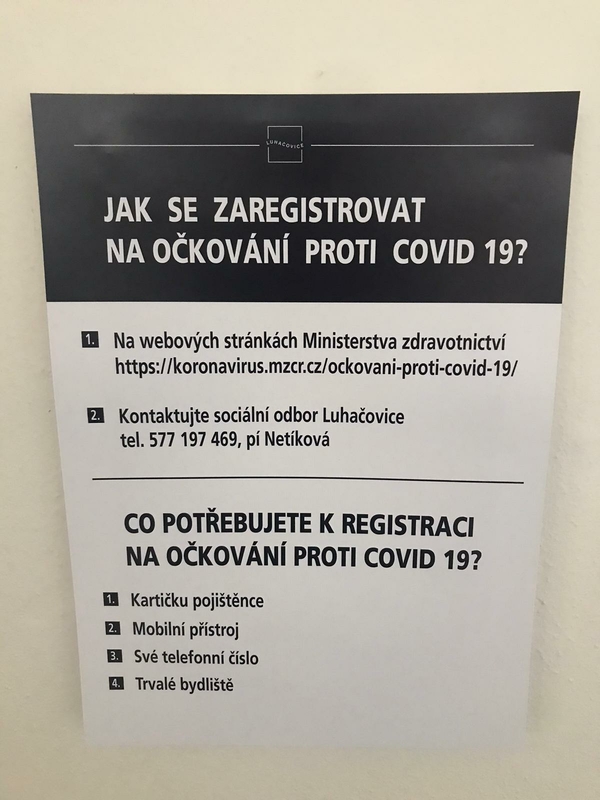 LUHAČOVICE
JAK SE ZAREGISTROVAT
NA OČKOVÁNÍ PROTI COVID 19?
1. Na webových stránkách Ministerstva zdravotnictví
https://koronavirus.mzcr.cz/ockovani-proti-covid-19/
2. Kontaktujte sociální odbor Luhačovice
tel. 577 197 469, pí Netíková
CO POTŘEBUJETE K REGISTRACI
NA OČKOVÁNÍ PROTI COVID 19?
1. Kartičku pojištěnce
2. Mobilní přístroj
3. Své telefonní číslo
4. Trvalé bydliště